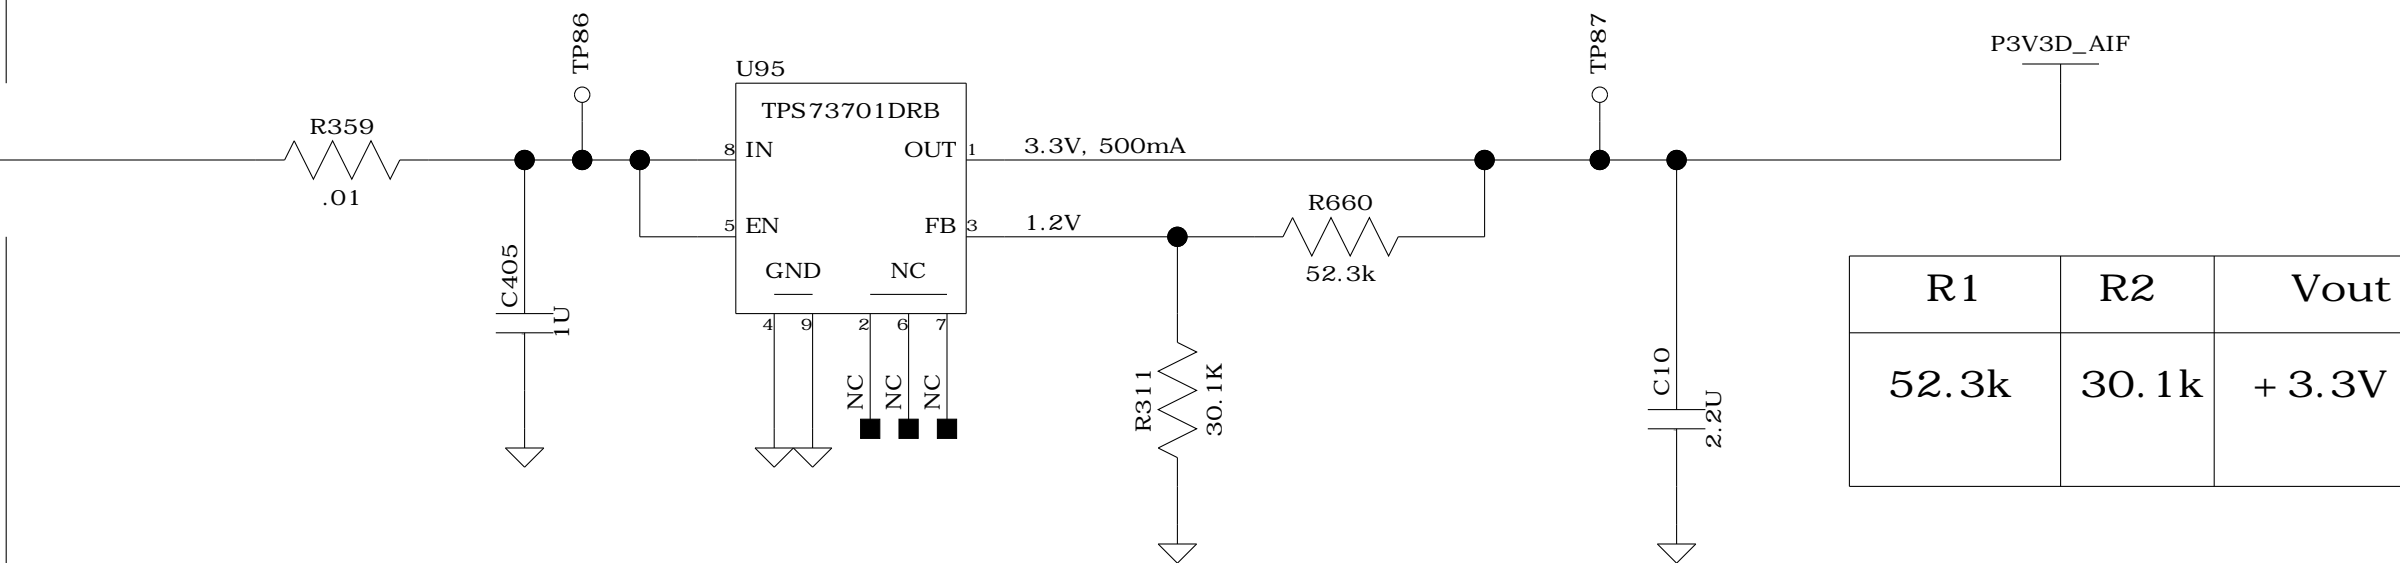 TP86
TP87
P3V3D_AIF
U95
TPS73701DRB
R359
.01
8
IN
OUT
1
3.3V, 500mA
5
EN
FB
3
1.2V
R660
52.3k
GND
NC
4
9
2
6
7
NC
NC
NC
C405
1U
R311
30.1K
C10
2.2U
R1
R2
Vout
52.3k
30.1k
+3.3V